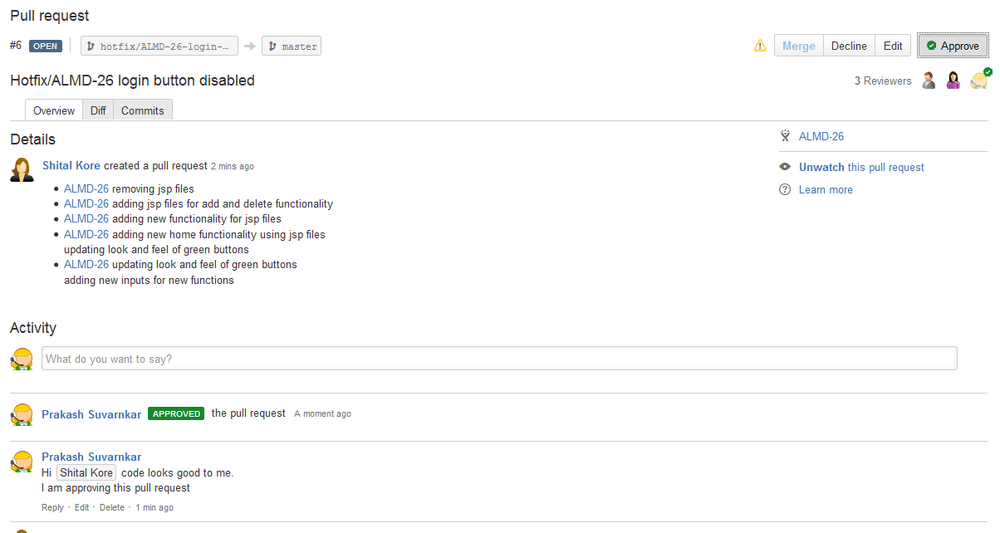 Pull request
#6 OPEN hotfix/ALMD-26-login-… master Merge Decline Edit Approve
Hotfix/ALMD-26 login button disabled 3 Reviewers
Overview Diff Commits
Details
ALMD-26
Shital Kore created a pull request 2 mins ago
Unwatch this pull request
Learn more
• ALMD-26 removing jsp files
• ALMD-26 adding jsp files for add and delete functionality
• ALMD-26 adding new functionality for jsp files
• ALMD-26 adding new home functionality using jsp files
updating look and feel of green buttons
• ALMD-26 updating look and feel of green buttons
adding new inputs for new functions
Activity
What do you want to say?
Prakash Suvarnkar APPROVED the pull request A moment ago
Prakash Suvarnkar
Hi Shital Kore code looks good to me.
I am approving this pull request
Reply · Edit · Delete · 1 min ago